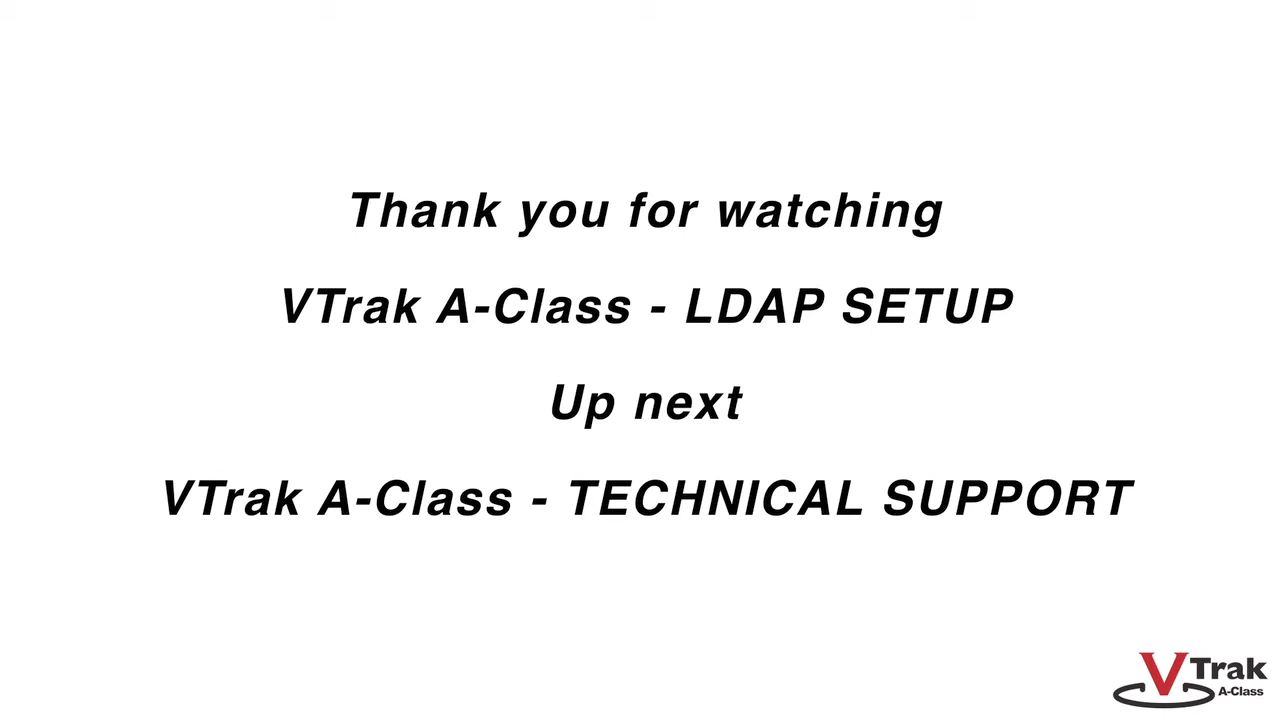 Thank you for watching
VTrak A-Class - LDAP SETUP
Up next
VTrak A-Class - TECHNICAL SUPPORT
VTrak
A-Class